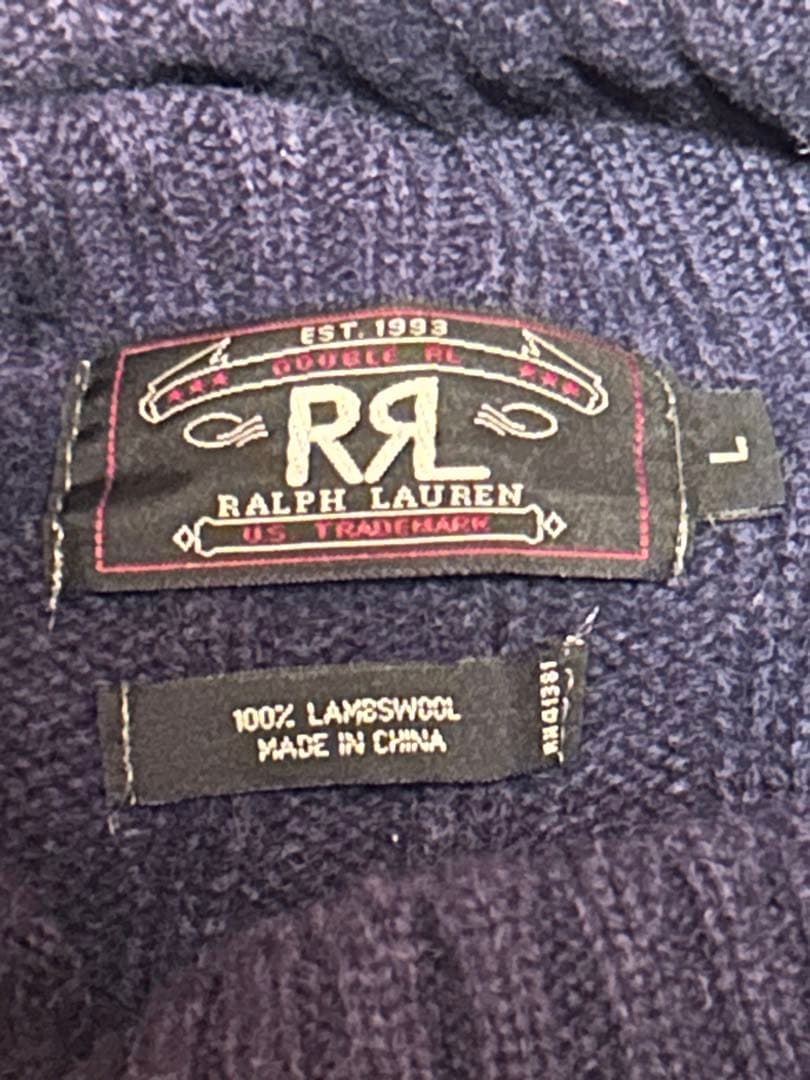 EST. 1993
DOUBLE RL
RRL
RALPH LAUREN
US TRADEMARK
L
100% LAMBSWOOL
MADE IN CHINA